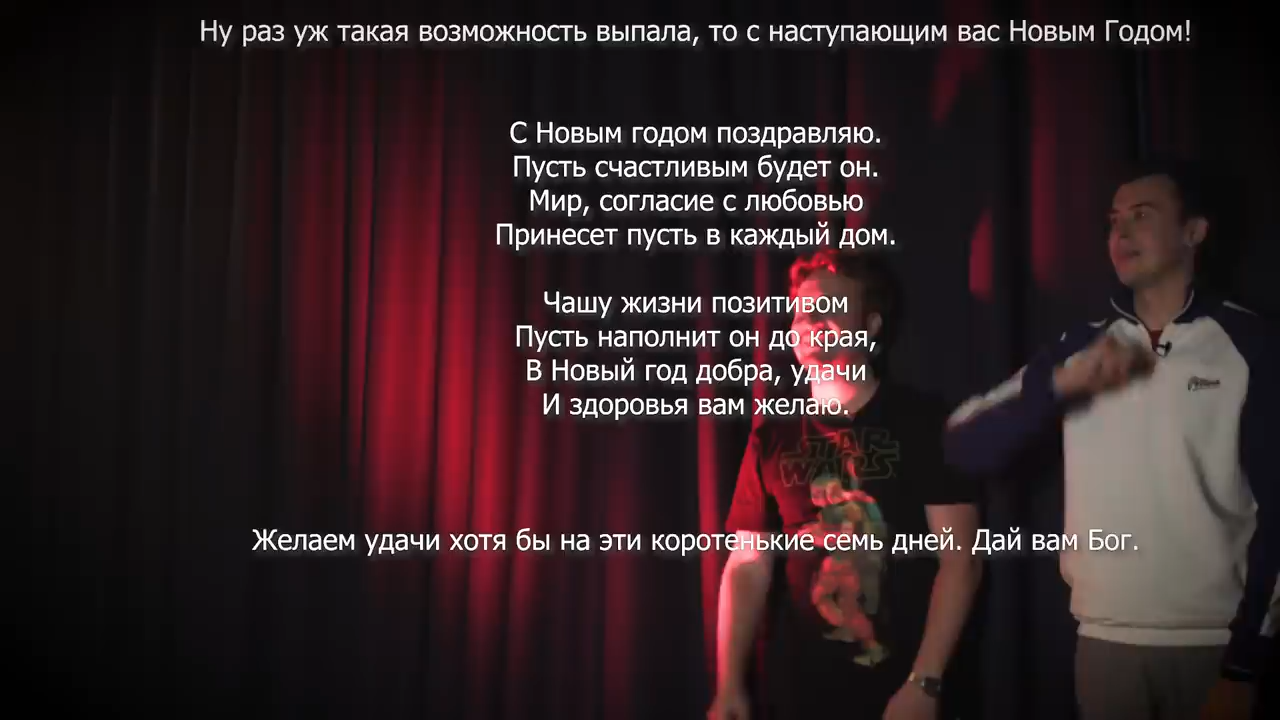 Ну раз уж такая возможность выпала, то с наступающим вас Новым Годом!
С Новым годом поздравляю.
Пусть счастливым будет он.
Мир, согласие с любовью
Принесет пусть в каждый дом.
Чашу жизни позитивом
Пусть наполнит он до края,
В Новый год добра, удачи
И здоровья вам желаю.
STAR
WARS
Желаем удачи хотя бы на эти коротенькие семь дней. Дай вам Бог.